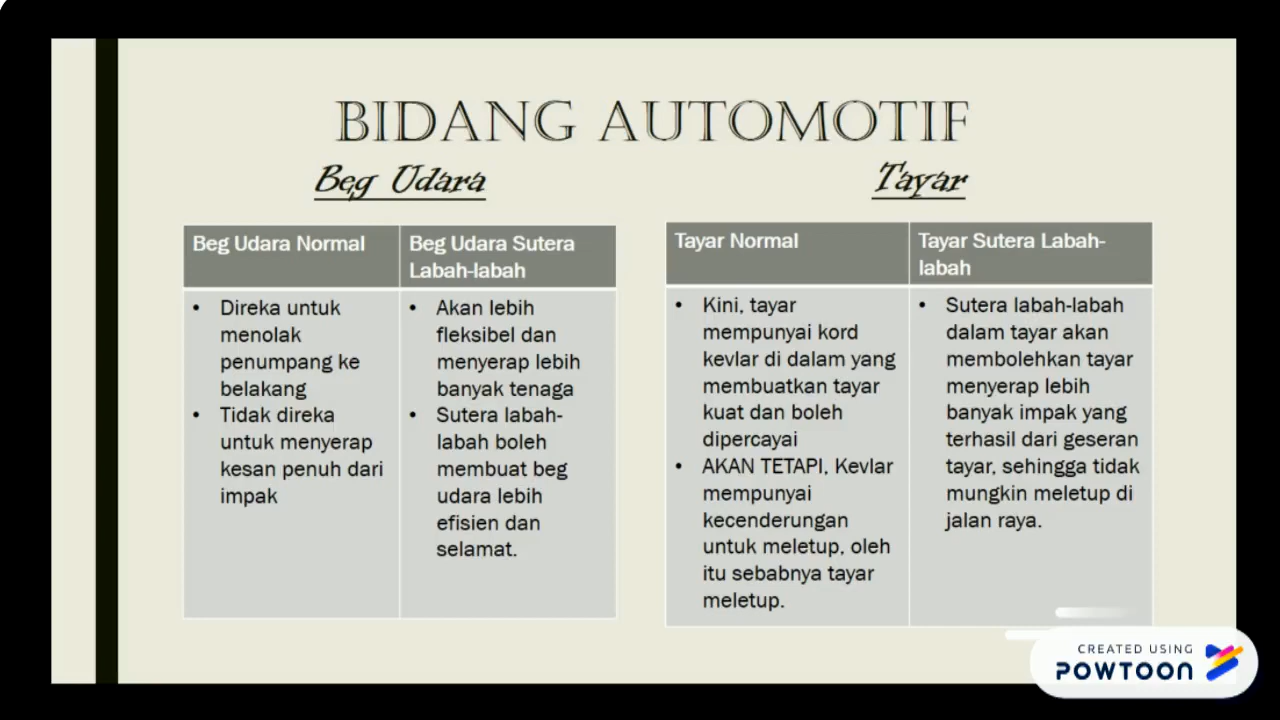 BIDANG AUTOMOTIF
Beg Udara
Beg Udara Normal
Beg Udara Sutera
Labah-labah
• Direka untuk
menolak
penumpang ke
belakang
• Tidak direka
untuk menyerap
kesan penuh dari
impak
• Akan lebih
fleksibel dan
menyerap lebih
banyak tenaga
• Sutera labah-
labah boleh
membuat beg
udara lebih
efisien dan
selamat.
Tayar
Tayar Normal
Tayar Sutera Labah-
labah
• Kini, tayar
mempunyai kord
kevlar di dalam yang
membuatkan tayar
kuat dan boleh
dipercayai
• AKAN TETAPI, Kevlar
mempunyai
kecenderungan
untuk meletup, oleh
itu sebabnya tayar
meletup.
• Sutera labah-labah
dalam tayar akan
membolehkan tayar
menyerap lebih
banyak impak yang
terhasil dari geseran
tayar, sehingga tidak
mungkin meletup di
jalan raya.
CREATED USING
POWTOON